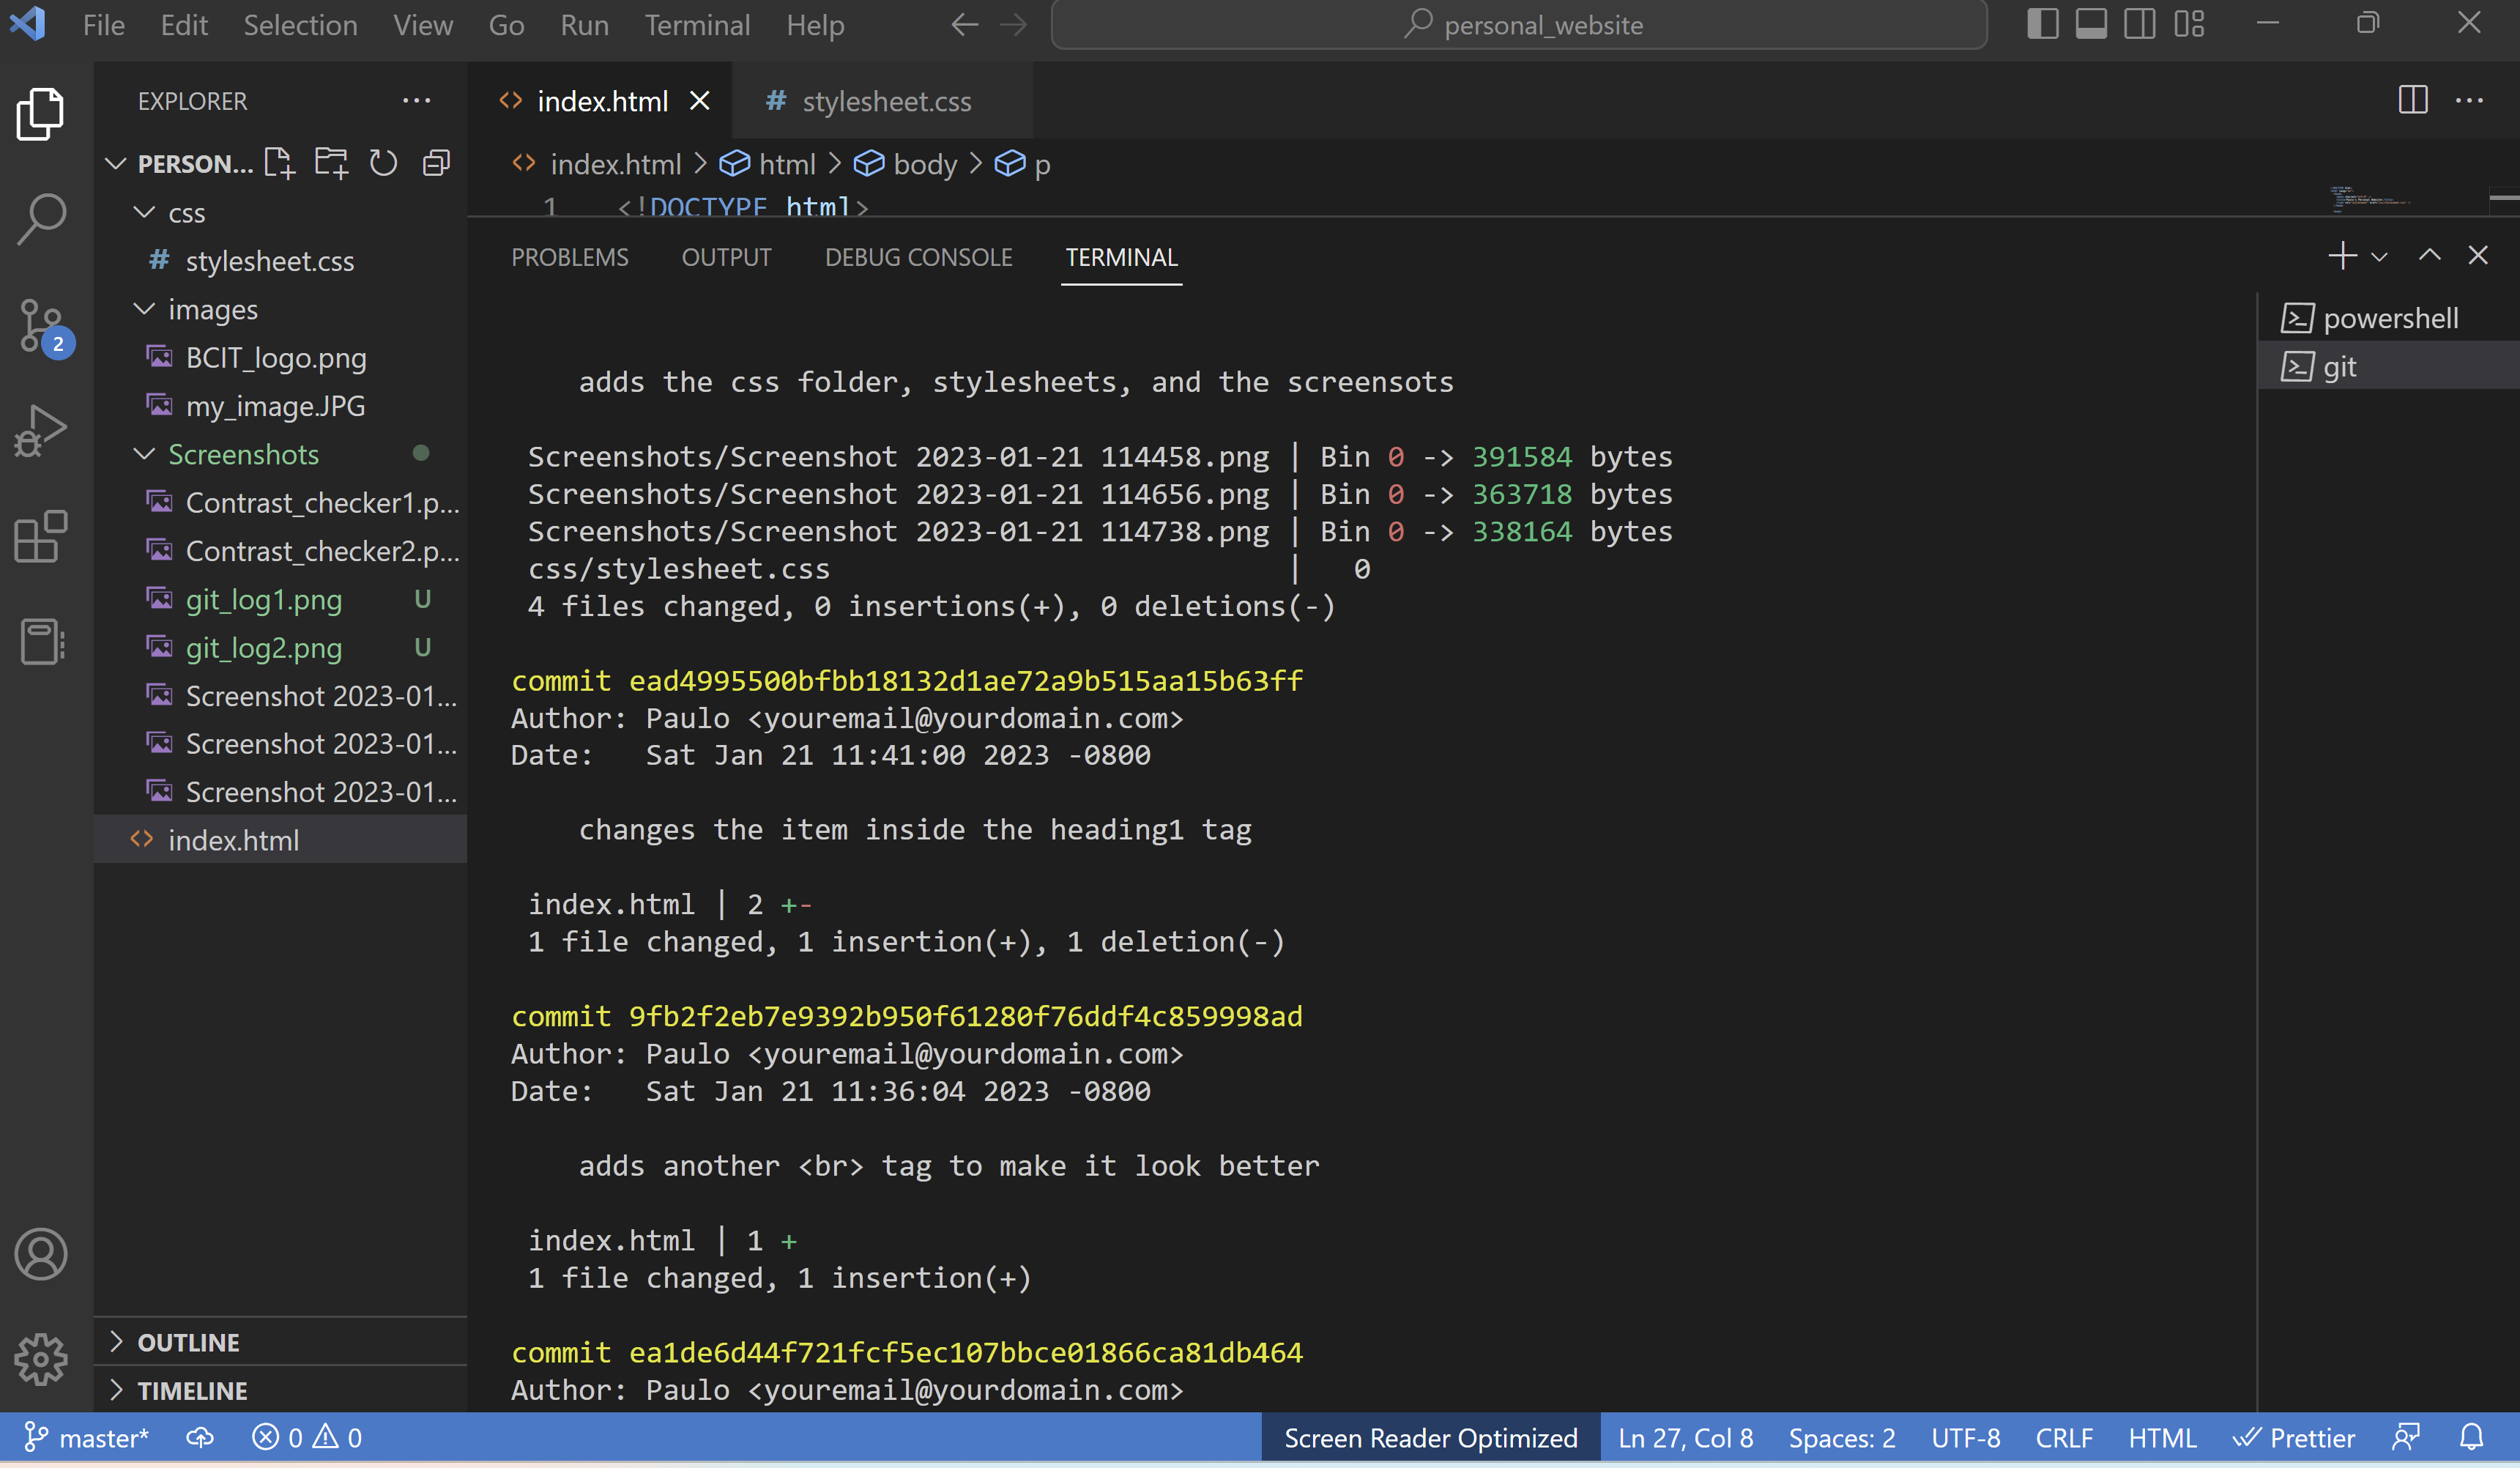 File Edit Selection View Go Run Terminal Help personal_website
EXPLORER
PERSON...
css
stylesheet.css
images
BCIT_logo.png
my_image.JPG
Screenshots
Contrast_checker1.p...
Contrast_checker2.p...
git_log1.png U
git_log2.png U
Screenshot 2023-01...
Screenshot 2023-01...
Screenshot 2023-01...
index.html
OUTLINE
TIMELINE
2
index.html stylesheet.css
index.html > html > body > p
1 <!DOCTYPE html>
PROBLEMS OUTPUT DEBUG CONSOLE TERMINAL
powershell
git
adds the css folder, stylesheets, and the screensots
Screenshots/Screenshot 2023-01-21 114458.png | Bin 0 -> 391584 bytes
Screenshots/Screenshot 2023-01-21 114656.png | Bin 0 -> 363718 bytes
Screenshots/Screenshot 2023-01-21 114738.png | Bin 0 -> 338164 bytes
css/stylesheet.css | 0
4 files changed, 0 insertions(+), 0 deletions(-)
commit ead4995500bfbb18132d1ae72a9b515aa15b63ff
Author: Paulo <youremail@yourdomain.com>
Date: Sat Jan 21 11:41:00 2023 -0800
changes the item inside the heading1 tag
index.html | 2 +-
1 file changed, 1 insertion(+), 1 deletion(-)
commit 9fb2f2eb7e9392b950f61280f76ddf4c859998ad
Author: Paulo <youremail@yourdomain.com>
Date: Sat Jan 21 11:36:04 2023 -0800
adds another <br> tag to make it look better
index.html | 1 +
1 file changed, 1 insertion(+)
commit ea1de6d44f721fcf5ec107bbce01866ca81db464
Author: Paulo <youremail@yourdomain.com>
master* 0 0 Screen Reader Optimized Ln 27, Col 8 Spaces: 2 UTF-8 CRLF HTML Prettier